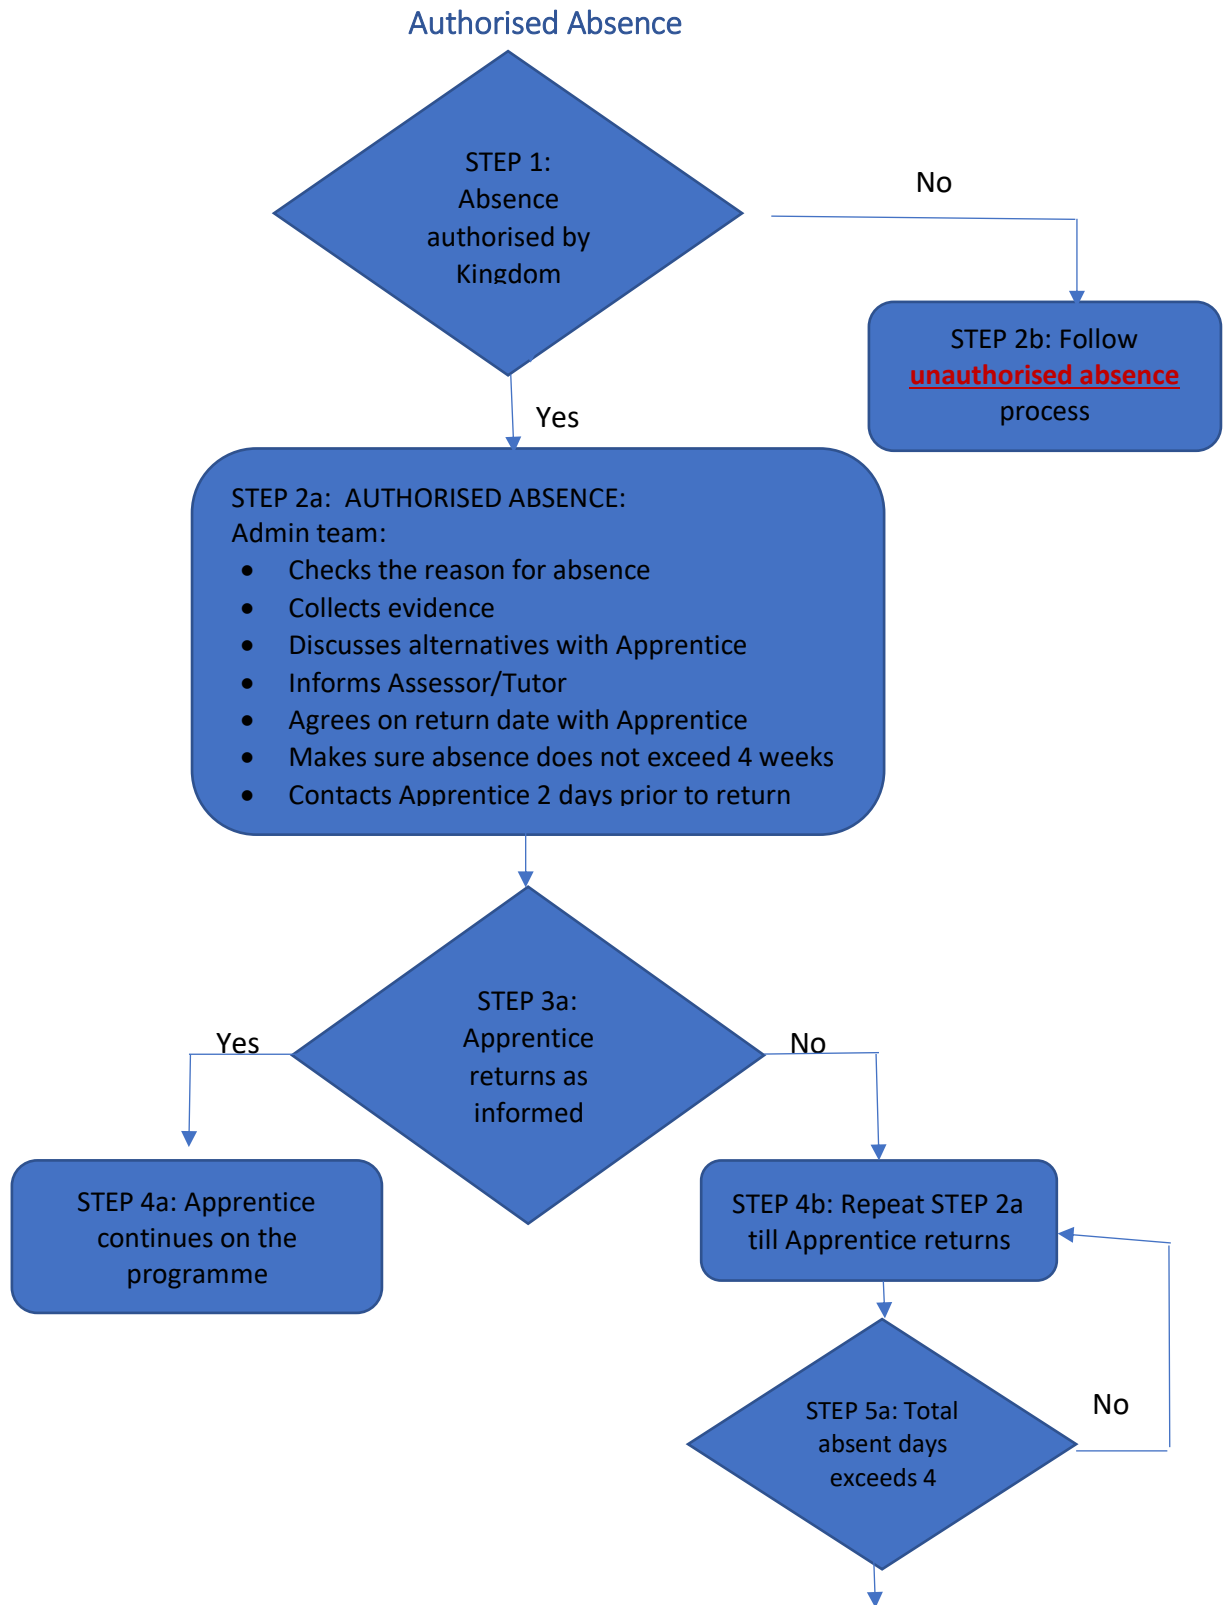 Authorised Absence
STEP 1:
Absence
authorised by
Kingdom
No
STEP 2b: Follow
unauthorised absence
process
Yes
STEP 2a:  AUTHORISED ABSENCE:
Admin team:
• Checks the reason for absence
• Collects evidence
• Discusses alternatives with Apprentice
• Informs Assessor/Tutor
• Agrees on return date with Apprentice
• Makes sure absence does not exceed 4 weeks
• Contacts Apprentice 2 days prior to return
STEP 3a:
Apprentice
returns as
informed
Yes
No
STEP 4a: Apprentice
continues on the
programme
STEP 4b: Repeat STEP 2a
till Apprentice returns
STEP 5a: Total
absent days
exceeds 4
No